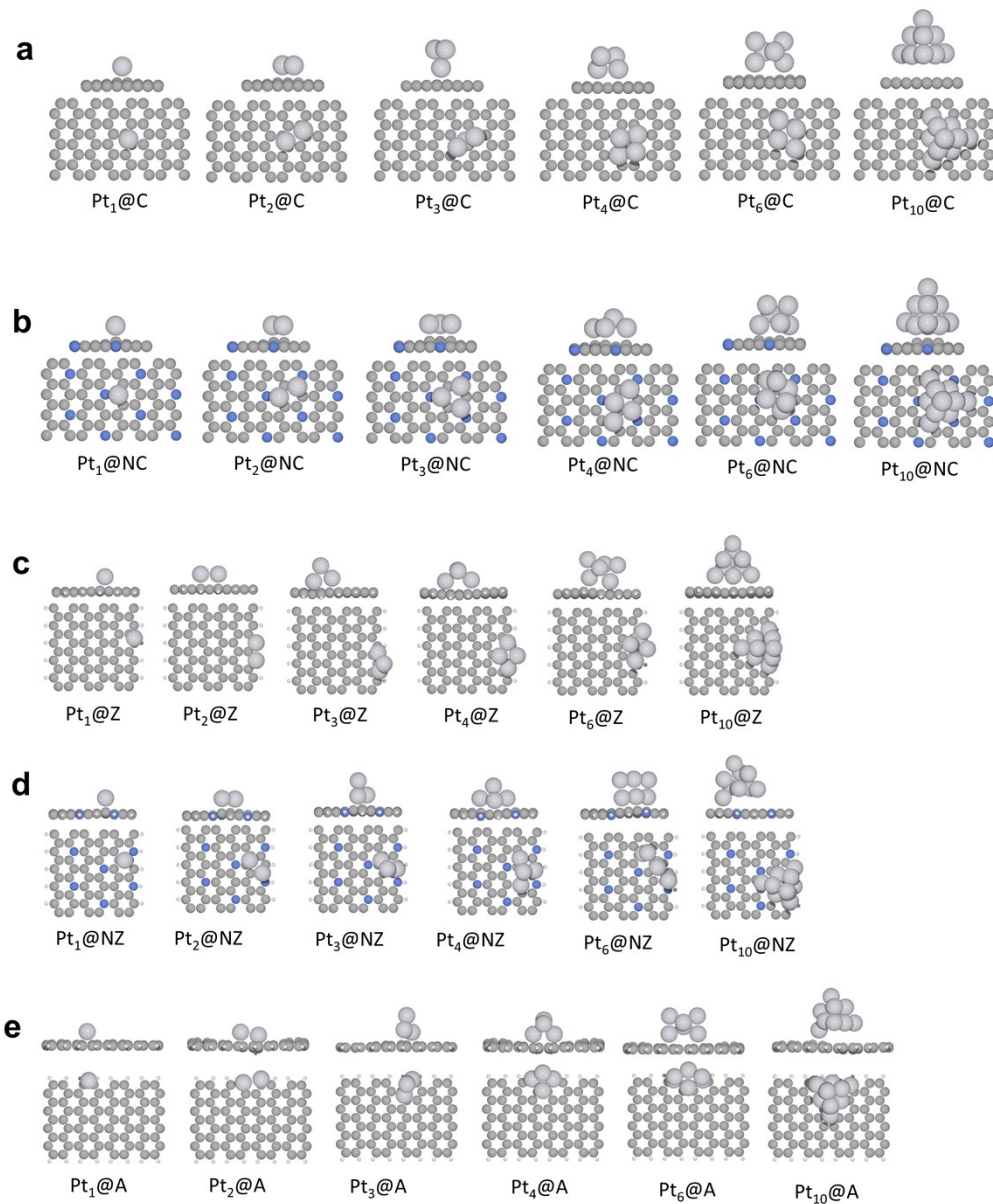 a
Pt₁@C Pt₂@C Pt₃@C Pt₄@C Pt₆@C Pt₁₀@C
b
Pt₁@NC Pt₂@NC Pt₃@NC Pt₄@NC Pt₆@NC Pt₁₀@NC
c
Pt₁@Z Pt₂@Z Pt₃@Z Pt₄@Z Pt₆@Z Pt₁₀@Z
d
Pt₁@NZ Pt₂@NZ Pt₃@NZ Pt₄@NZ Pt₆@NZ Pt₁₀@NZ
e
Pt₁@A Pt₂@A Pt₃@A Pt₄@A Pt₆@A Pt₁₀@A